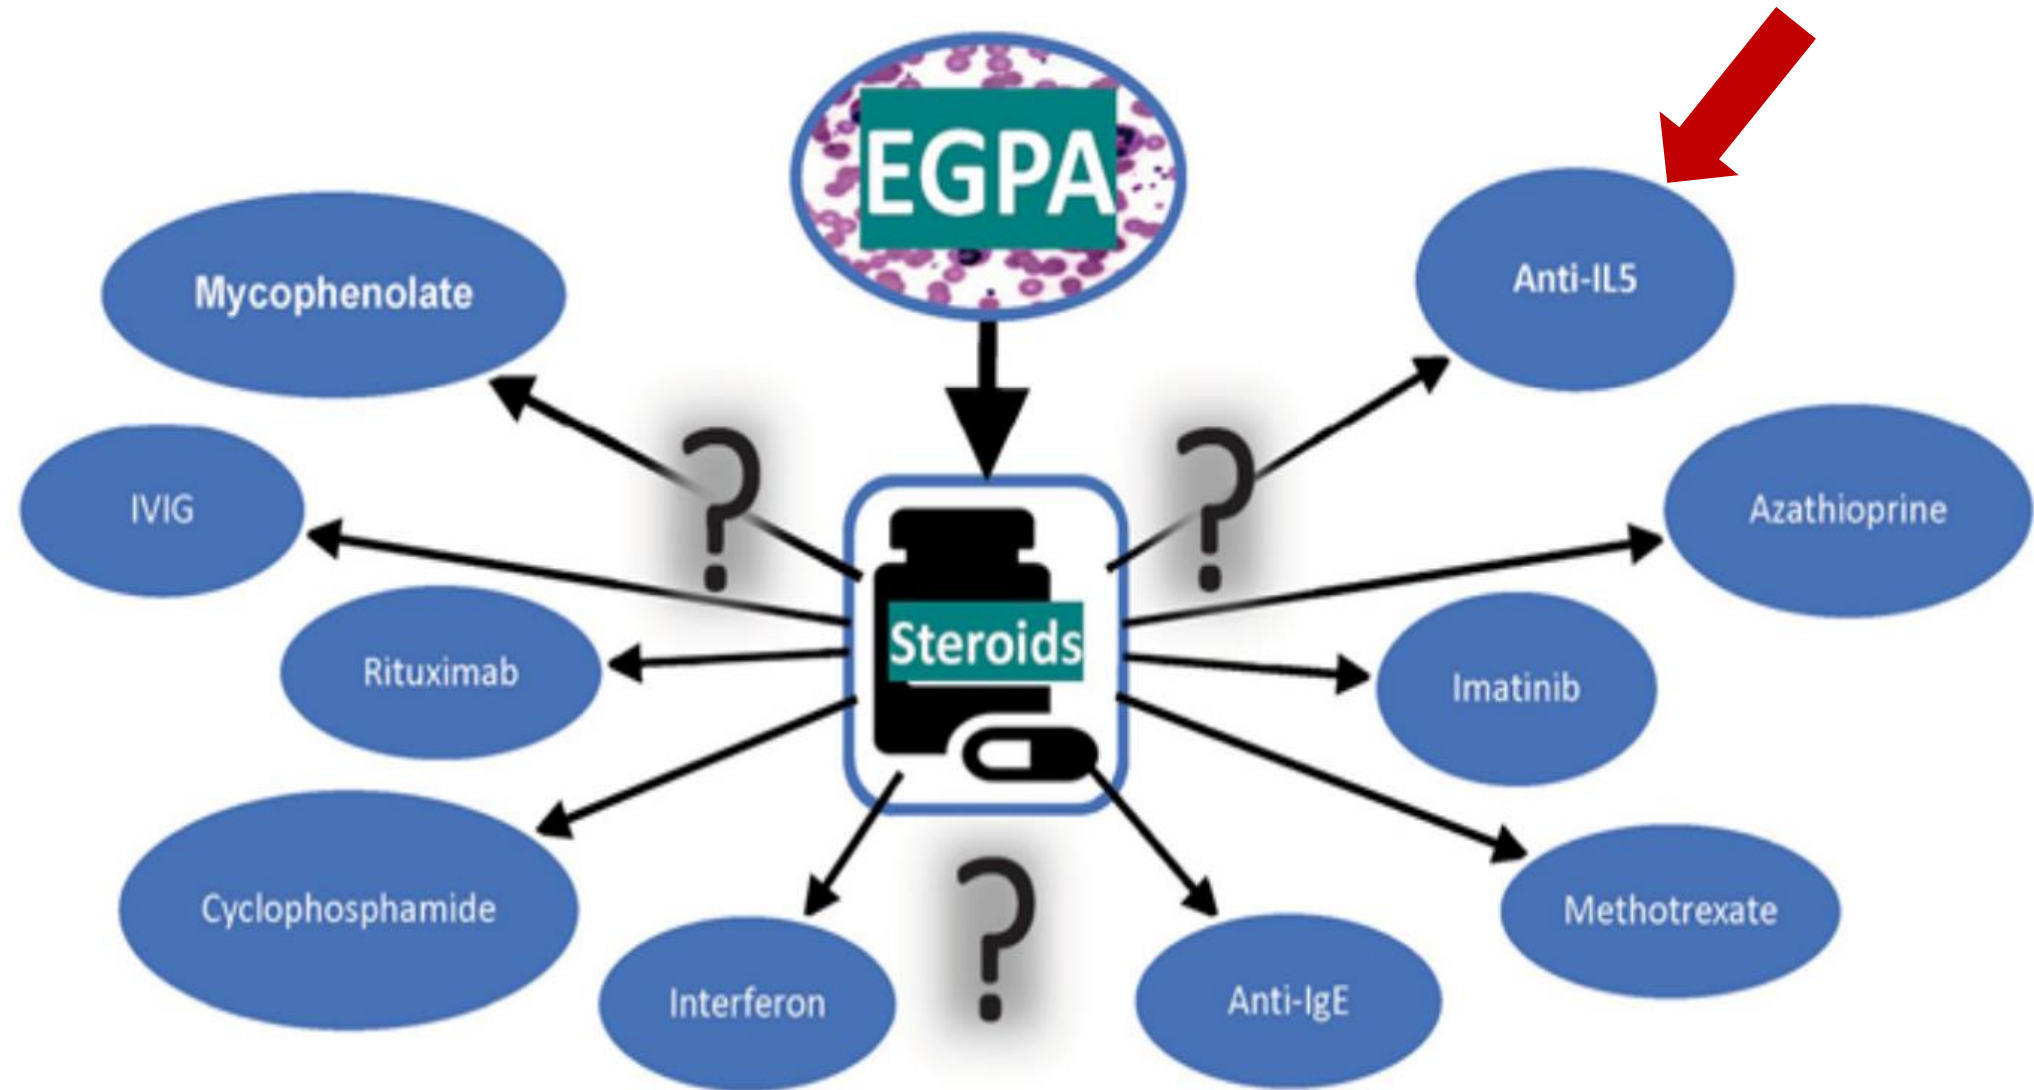 EGPA
Mycophenolate
Anti-IL5
?
?
IVIG
Azathioprine
Steroids
Rituximab
Imatinib
Cyclophosphamide
Methotrexate
?
Interferon
Anti-IgE